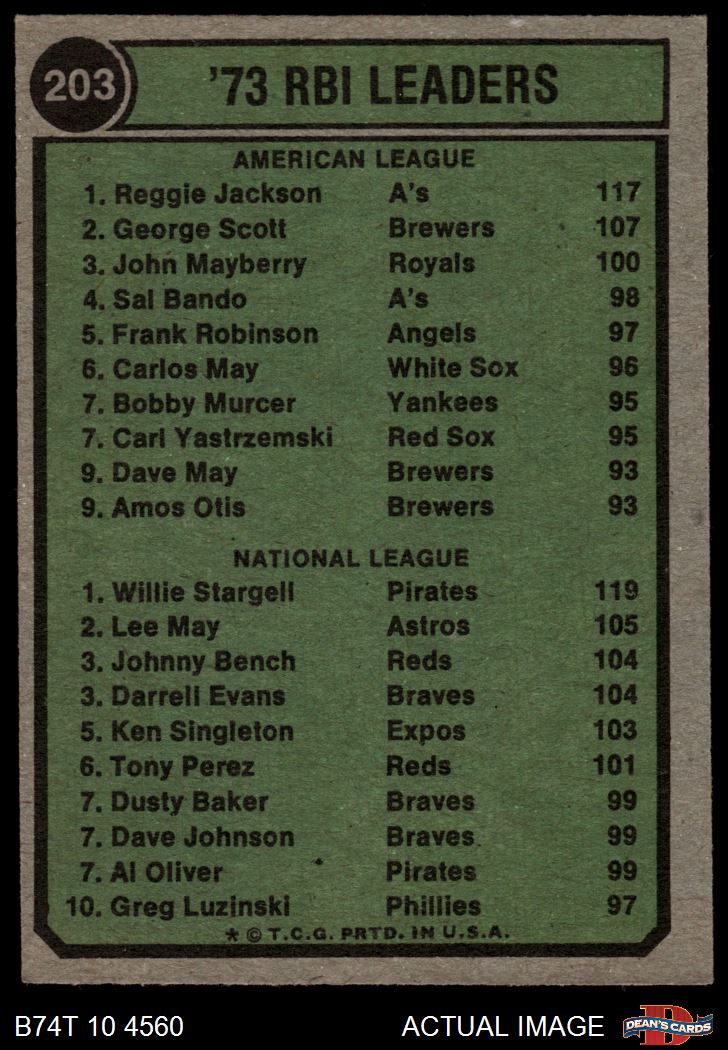 203 '73 RBI LEADERS
AMERICAN LEAGUE
1. Reggie Jackson A's 117
2. George Scott Brewers 107
3. John Mayberry Royals 100
4. Sal Bando A's 98
5. Frank Robinson Angels 97
6. Carlos May White Sox 96
7. Bobby Murcer Yankees 95
7. Carl Yastrzemski Red Sox 95
9. Dave May Brewers 93
9. Amos Otis Brewers 93
NATIONAL LEAGUE
1. Willie Stargell Pirates 119
2. Lee May Astros 105
3. Johnny Bench Reds 104
3. Darrell Evans Braves 104
5. Ken Singleton Expos 103
6. Tony Perez Reds 101
7. Dusty Baker Braves 99
7. Dave Johnson Braves 99
7. Al Oliver Pirates 99
10. Greg Luzinski Phillies 97
* © T.C.G. PRTD. IN U.S.A.
B74T 10 4560 ACTUAL IMAGE D DEAN'S CARDS